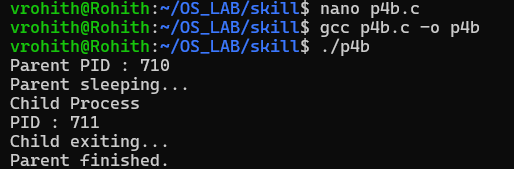 vrohith@Rohith:~/OS_LAB/skill$ nano p4b.c
vrohith@Rohith:~/OS_LAB/skill$ gcc p4b.c -o p4b
vrohith@Rohith:~/OS_LAB/skill$ ./p4b
Parent PID : 710
Parent sleeping...
Child Process
PID : 711
Child exiting...
Parent finished.